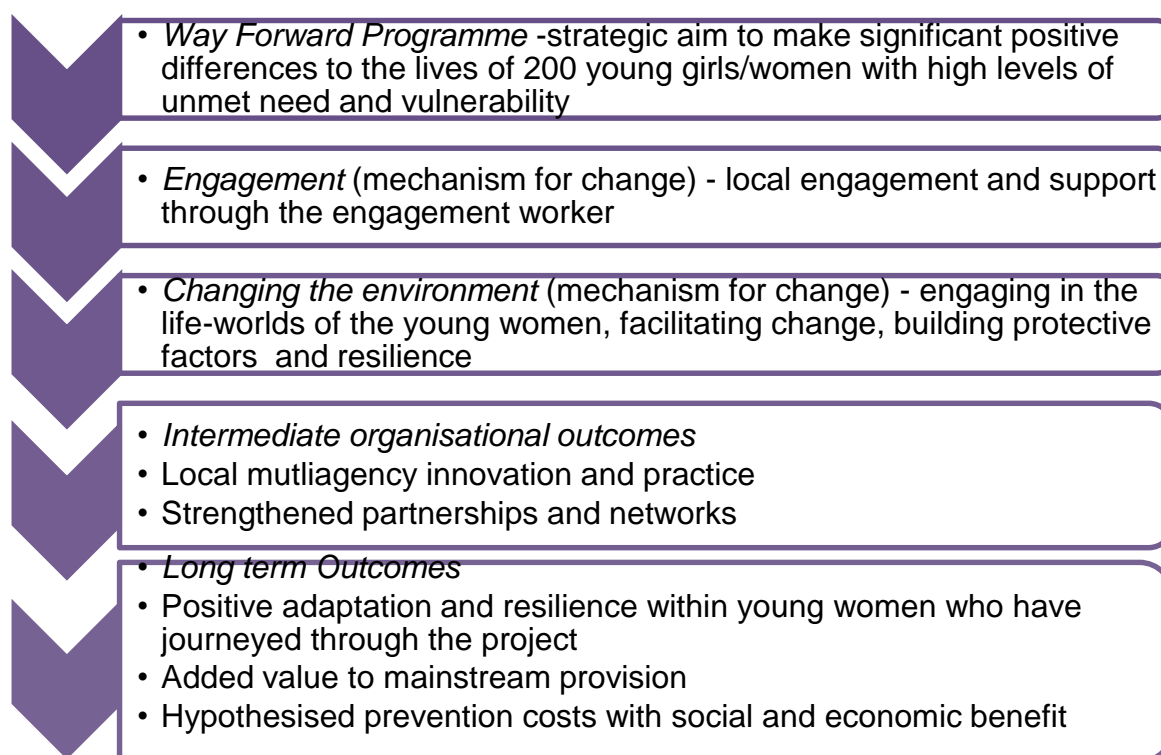 • Way Forward Programme -strategic aim to make significant positive
differences to the lives of 200 young girls/women with high levels of
unmet need and vulnerability
• Engagement (mechanism for change) - local engagement and support
through the engagement worker
• Changing the environment (mechanism for change) - engaging in the
life-worlds of the young women, facilitating change, building protective
factors  and resilience
• Intermediate organisational outcomes
• Local mutliagency innovation and practice
• Strengthened partnerships and networks
• Long term Outcomes
• Positive adaptation and resilience within young women who have
journeyed through the project
• Added value to mainstream provision
• Hypothesised prevention costs with social and economic benefit